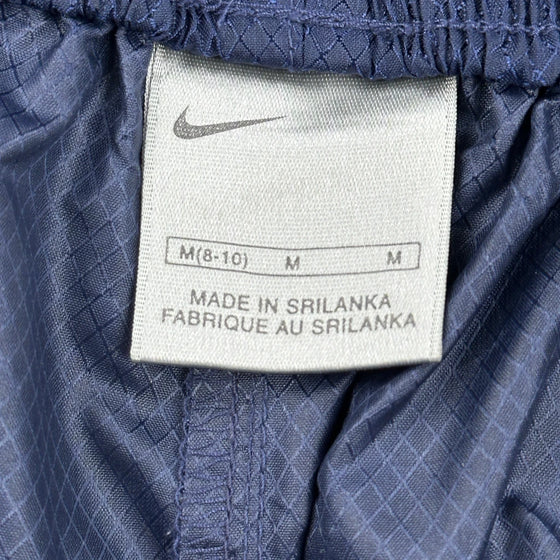 M(8-10) M M
MADE IN SRILANKA
FABRIQUE AU SRILANKA